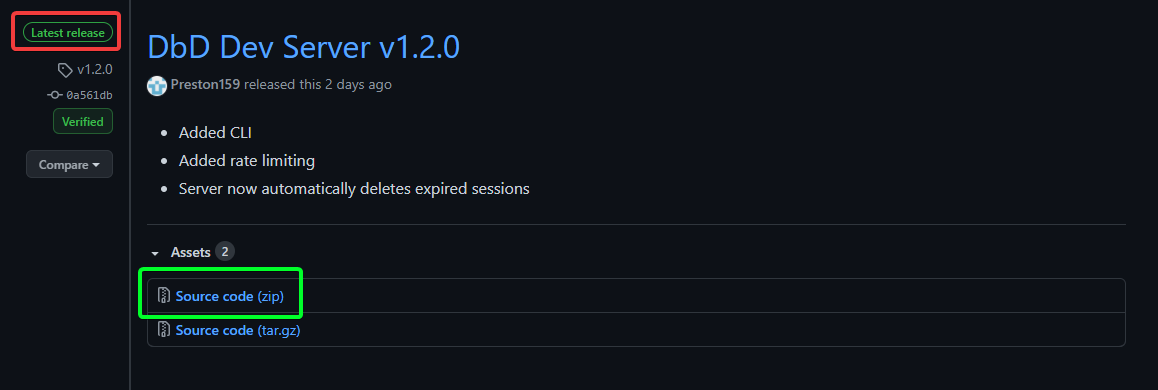 Latest release
v1.2.0
0a561db
Verified
Compare
DbD Dev Server v1.2.0
Preston159 released this 2 days ago
Added CLI
Added rate limiting
Server now automatically deletes expired sessions
Assets 2
Source code (zip)
Source code (tar.gz)